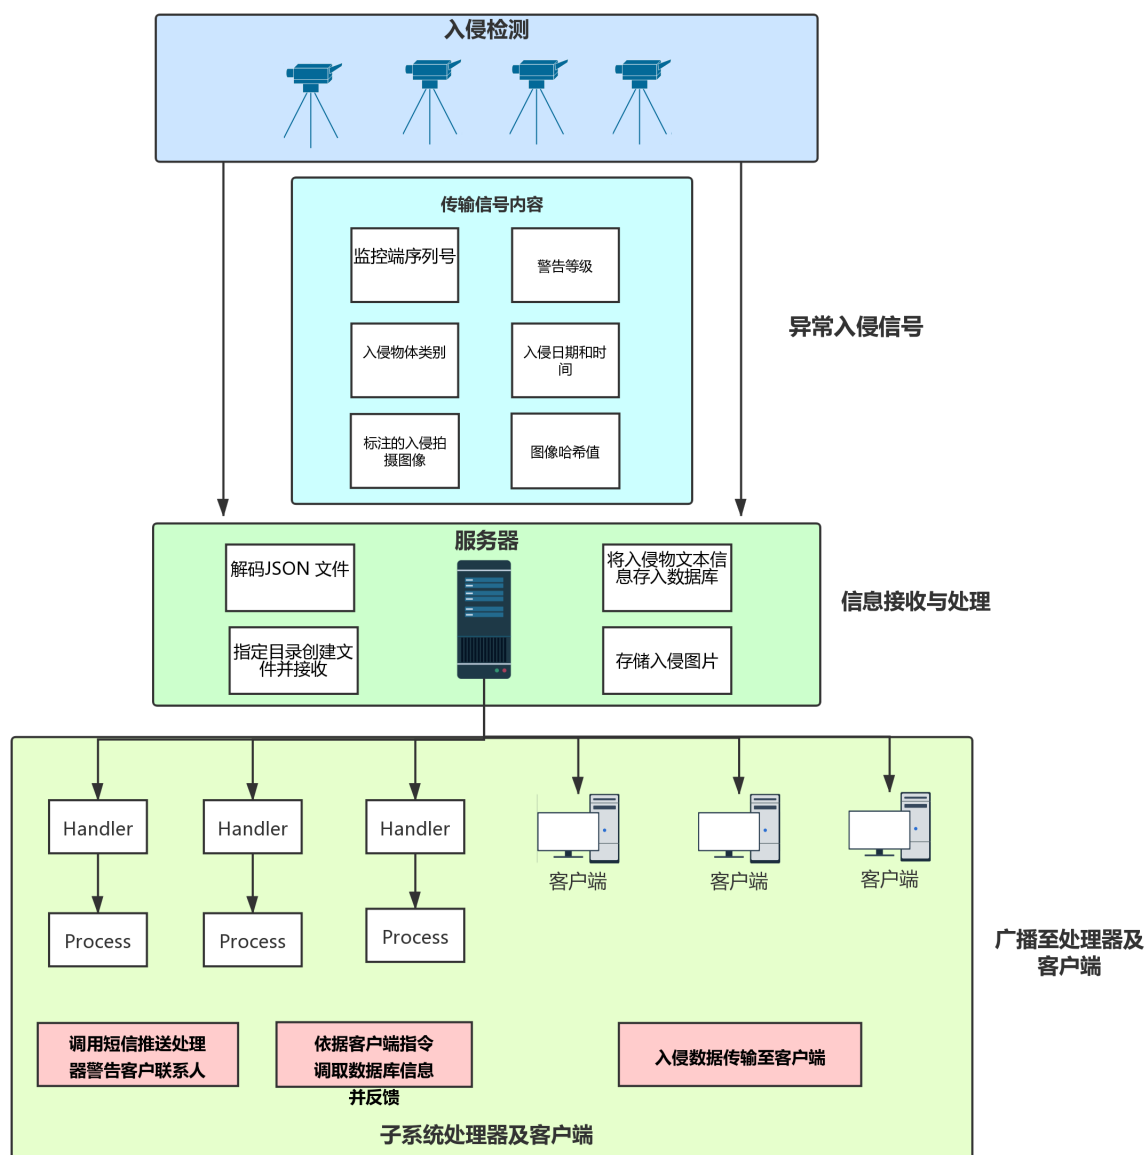 入侵检测
传输信号内容
监控端序列号
警告等级
入侵物体类别
入侵日期和时
间
标注的入侵拍
摄图像
图像哈希值
异常入侵信号
服务器
解码JSON 文件
将入侵物文本信
息存入数据库
指定目录创建文
件并接收
存储入侵图片
信息接收与处理
Handler
Handler
Handler
客户端
客户端
客户端
Process
Process
Process
广播至处理器及
客户端
调用短信推送处理
器警告客户联系人
依据客户端指令
调取数据库信息
并反馈
入侵数据传输至客户端
子系统处理器及客户端